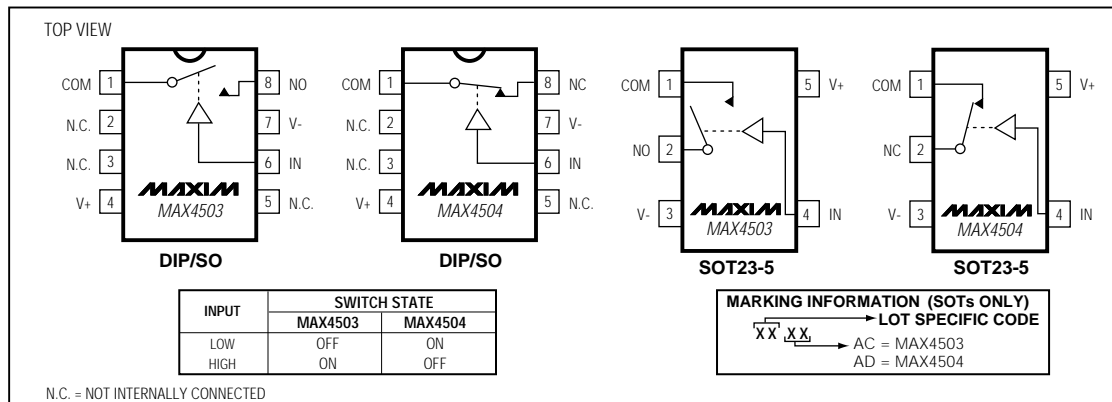 TOP VIEW
COM 1
N.C. 2
N.C. 3
V+ 4
8 NO
7 V-
6 IN
5 N.C.
MAXIM
MAX4503
DIP/SO
COM 1
N.C. 2
N.C. 3
V+ 4
8 NC
7 V-
6 IN
5 N.C.
MAXIM
MAX4504
DIP/SO
COM 1
NO 2
V- 3
5 V+
4 IN
MAXIM
MAX4503
SOT23-5
COM 1
NC 2
V- 3
5 V+
4 IN
MAXIM
MAX4504
SOT23-5
INPUT SWITCH STATE
MAX4503 MAX4504
LOW OFF ON
HIGH ON OFF
MARKING INFORMATION (SOTs ONLY)
LOT SPECIFIC CODE
XX XX
AC = MAX4503
AD = MAX4504
N.C. = NOT INTERNALLY CONNECTED